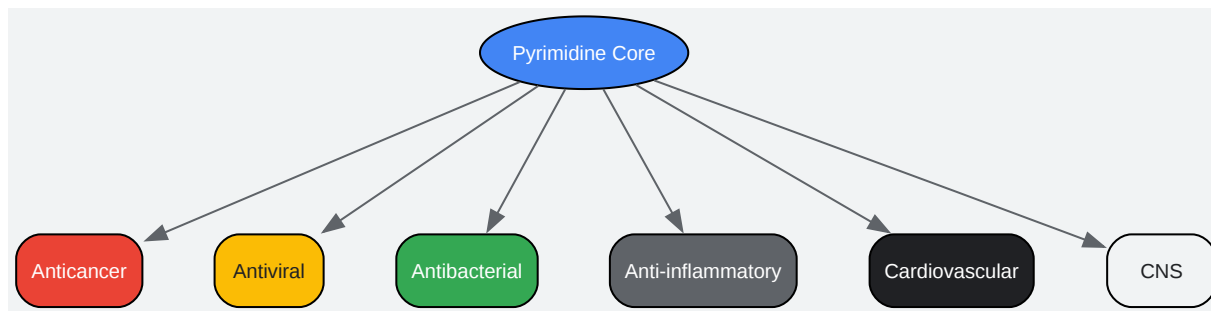 Pyrimidine Core
Anticancer
Antiviral
Antibacterial
Anti-inflammatory
Cardiovascular
CNS